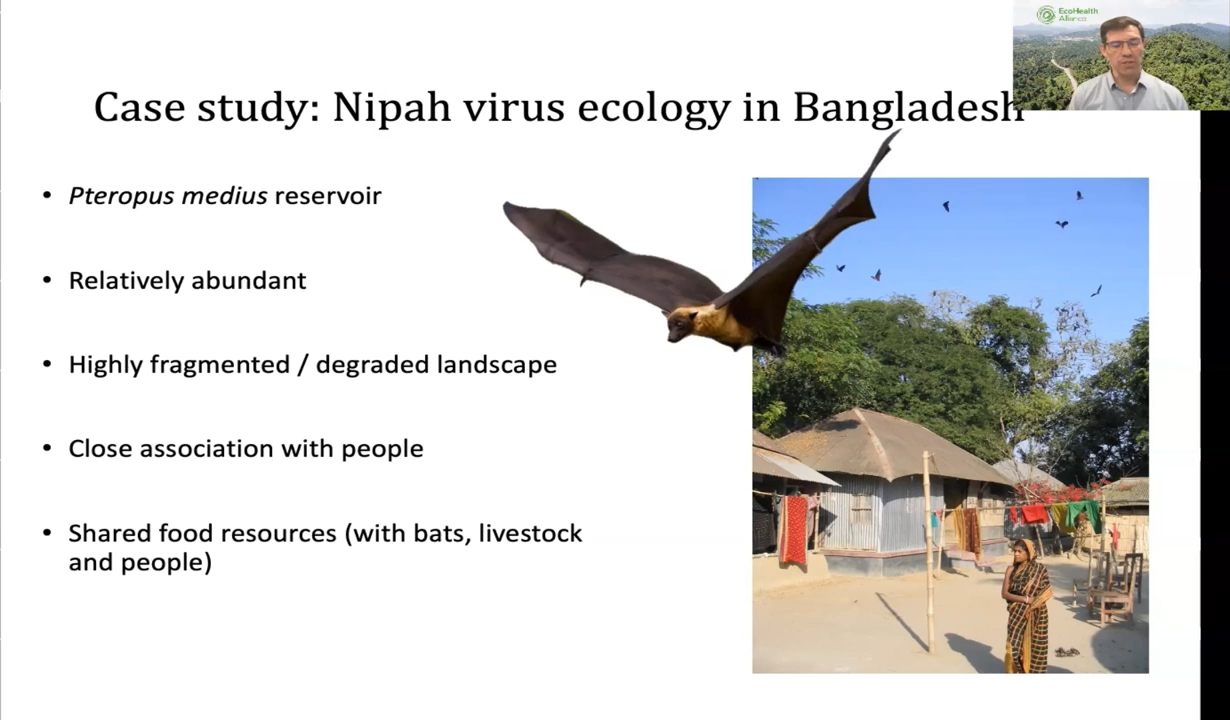 EcoHealth
Alliance
Case study: Nipah virus ecology in Bangladesh
• Pteropus medius reservoir
• Relatively abundant
• Highly fragmented / degraded landscape
• Close association with people
• Shared food resources (with bats, livestock
and people)